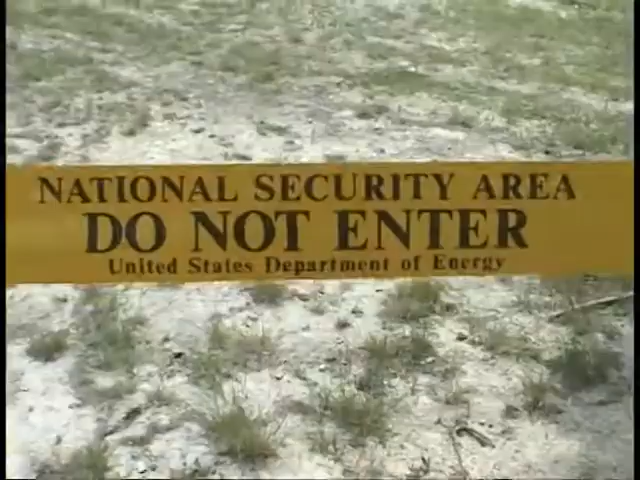 NATIONAL SECURITY AREA
DO NOT ENTER
United States Department of Energy